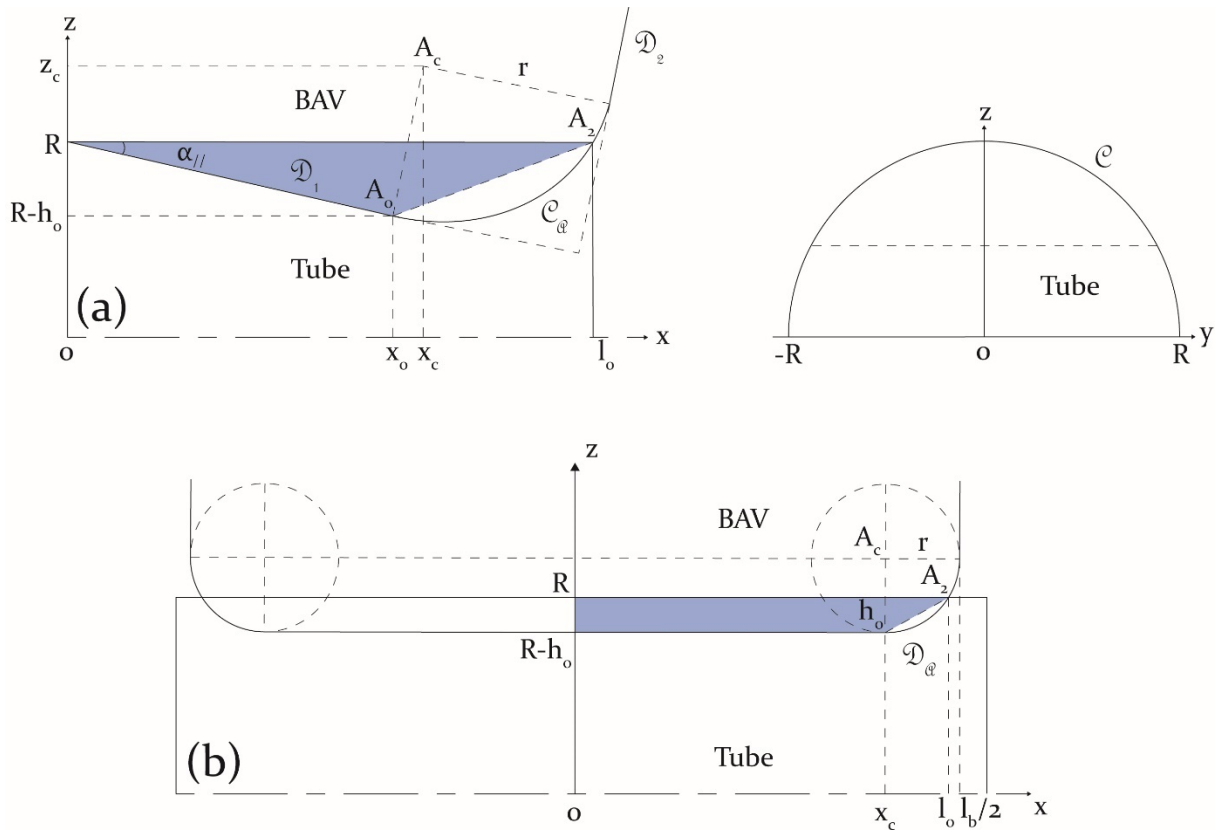 z
A_c
𝒟_2
z_c
r
BAV
A_2
z
R
α_//
𝒟_1
𝒞
A_o
R-h_o
𝒞_a
Tube
Tube
(a)
o
x_o
x_c
l_o
x
-R
o
R
y
z
BAV
A_c
r
R
A_2
h_o
R-h_o
𝒟_a
(b)
Tube
o
x_c
l_o
l_b/2
x